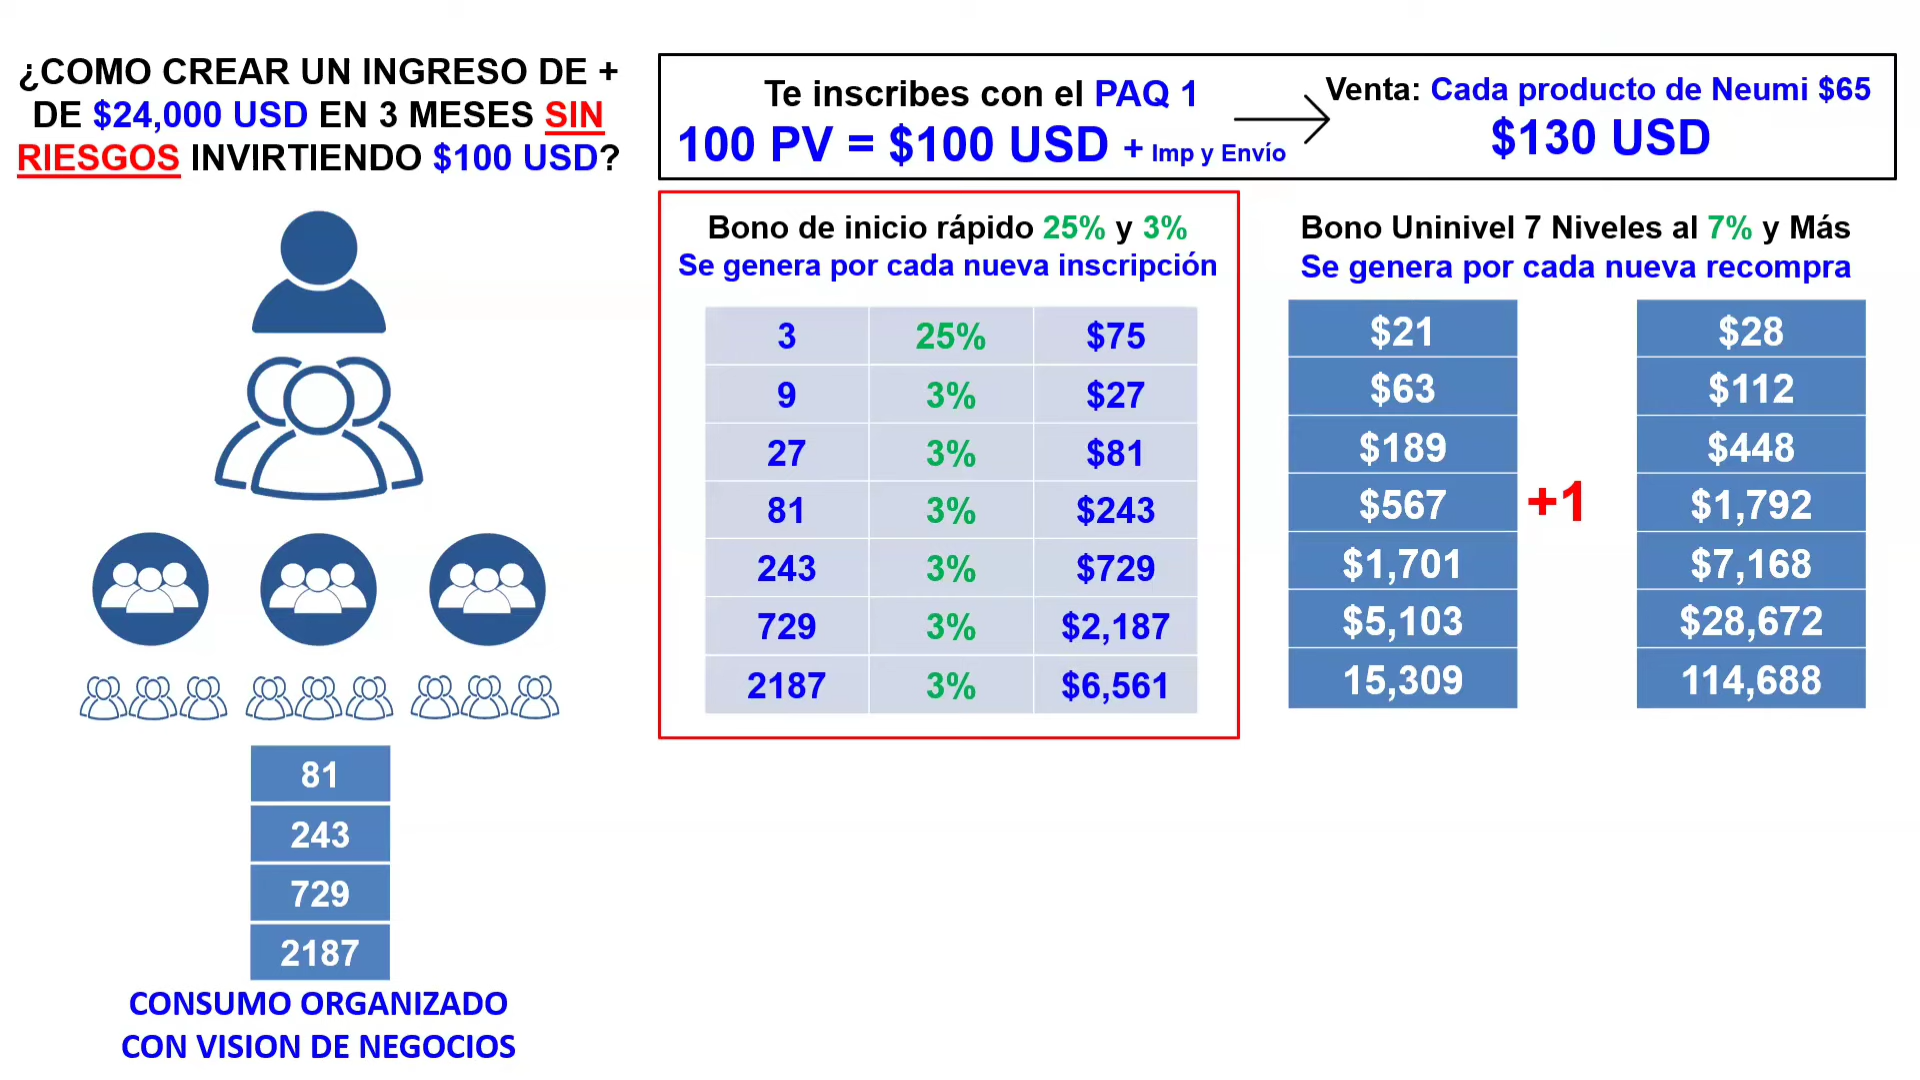 ¿COMO CREAR UN INGRESO DE +
DE $24,000 USD EN 3 MESES SIN
RIESGOS INVIRTIENDO $100 USD?
Te inscribes con el PAQ 1
100 PV = $100 USD + Imp y Envío
Venta: Cada producto de Neumi $65
$130 USD
81
243
729
2187
CONSUMO ORGANIZADO
CON VISION DE NEGOCIOS
Bono de inicio rápido 25% y 3%
Se genera por cada nueva inscripción
3 25% $75
9 3% $27
27 3% $81
81 3% $243
243 3% $729
729 3% $2,187
2187 3% $6,561
Bono Uninivel 7 Niveles al 7% y Más
Se genera por cada nueva recompra
$21
$63
$189
$567
$1,701
$5,103
15,309
+1
$28
$112
$448
$1,792
$7,168
$28,672
114,688